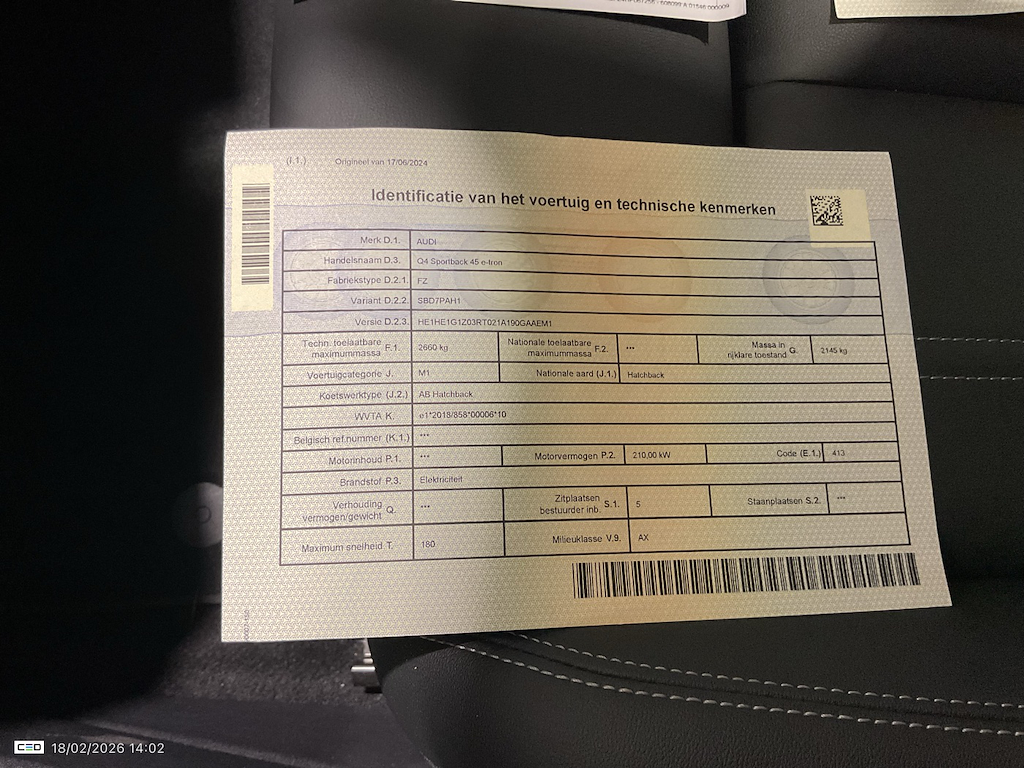 (i.1.) Origineel van 17/06/2024
Identificatie van het voertuig en technische kenmerken
Merk D.1. AUDI
Handelsnaam D.3. Q4 Sportback 45 e-tron
Fabriekstype D.2.1. FZ
Variant D.2.2. SBD7PAH1
Versie D.2.3. HE1HE1G1Z03RT021A190GAAEM1
Techn. toelaatbare maximummassa F.1. 2660 kg Nationale toelaatbare maximummassa F.2. *** Massa in rijklare toestand G. 2145 kg
Voertuigcategorie J. M1 Nationale aard (J.1.) Hatchback
Koetswerktype (J.2.) AB Hatchback
WVTA K. e1*2018/858*00006*10
Belgisch ref.nummer (K.1.) ***
Motorinhoud P.1. *** Motorvermogen P.2. 210,00 kW Code (E.1.) 413
Brandstof P.3. Elektriciteit
Verhouding vermogen/gewicht Q. *** Zitplaatsen bestuurder inb. S.1. 5 Staanplaatsen S.2. ***
Maximum snelheid T. 180 Milieuklasse V.9. AX
CEO 18/02/2026 14:02